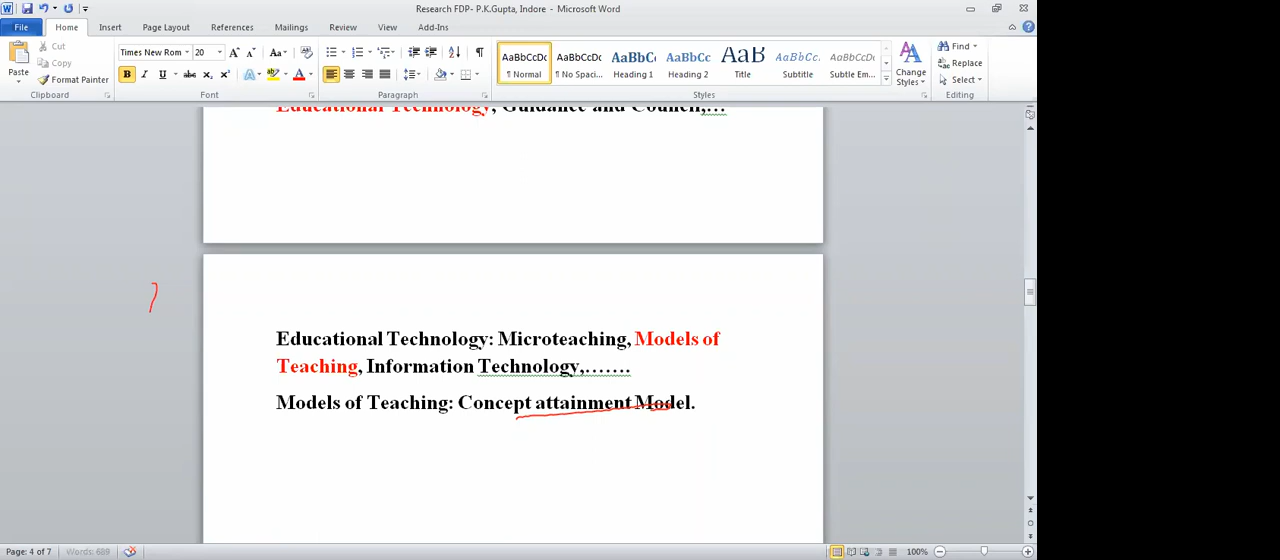 Research FDP- P.K.Gupta, Indore - Microsoft Word
File Home Insert Page Layout References Mailings Review View Add-Ins
Cut
Copy
Format Painter
Paste
Clipboard
Times New Rom 20
B I U abc X₂ X²
Font
Paragraph
AaBbCcDc AaBbCcDc AaBbC AaBbCc AaB AaBbCc. AaBbCcDc
¶ Normal ¶ No Spaci... Heading 1 Heading 2 Title Subtitle Subtle Em...
Change Styles
Styles
Find
Replace
Select
Editing
Educational Technology, Guidance and Council,...
Educational Technology: Microteaching, Models of
Teaching, Information Technology,.......
Models of Teaching: Concept attainment Model.
Page: 4 of 7 Words: 689 100%